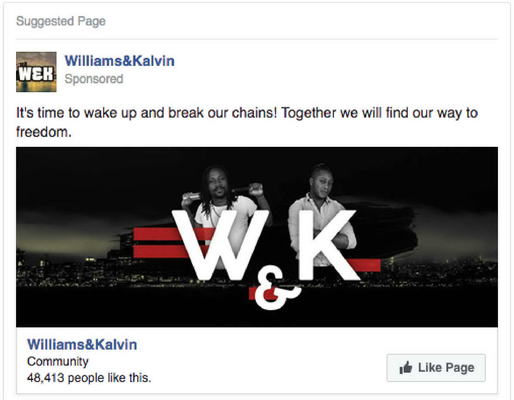 Suggested Page
W&K
Williams&Kalvin
Sponsored
It's time to wake up and break our chains! Together we will find our way to
freedom.
W&K
Williams&Kalvin
Community
48,413 people like this.
Like Page